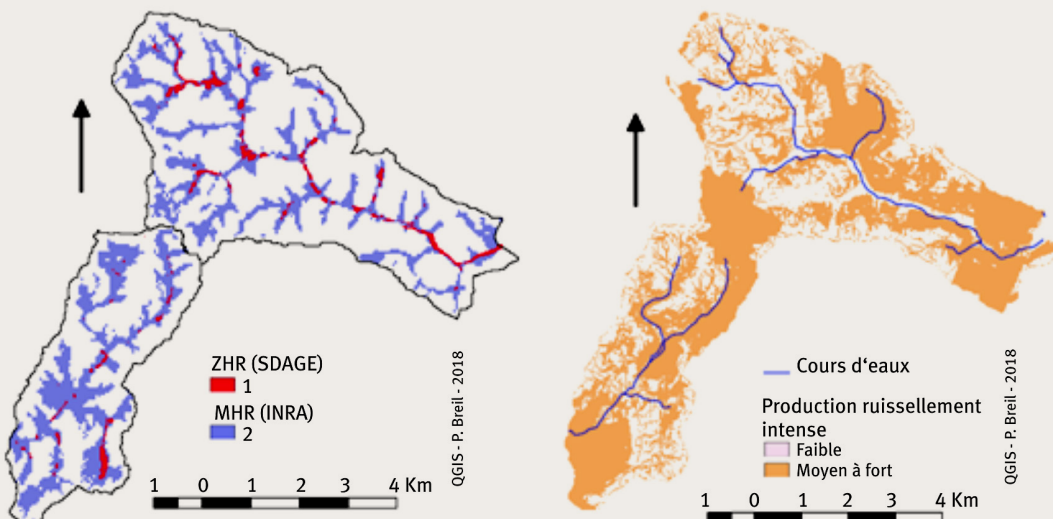 ZHR (SDAGE)
1
MHR (INRA)
2
1 0 1 2 3 4 Km
QGIS - P. Breil - 2018
Cours d'eaux
Production ruissellement
intense
Faible
Moyen à fort
1 0 1 2 3 4 Km
QGIS - P. Breil - 2018